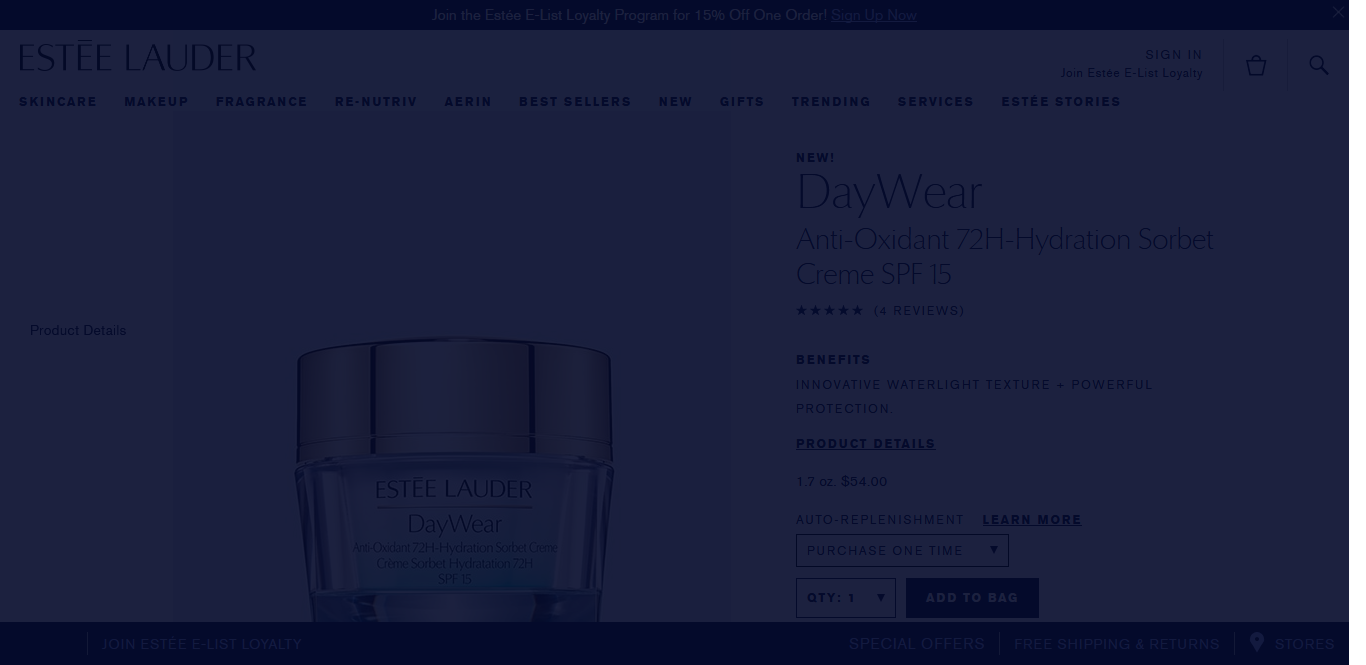 Join the Estée E-List Loyalty Program for 15% Off One Order! Sign Up Now
ESTĒE LAUDER
SIGN IN
Join Estée E-List Loyalty
SKINCARE MAKEUP FRAGRANCE RE-NUTRIV AERIN BEST SELLERS NEW GIFTS TRENDING SERVICES ESTÉE STORIES
NEW!
DayWear
Anti-Oxidant 72H-Hydration Sorbet
Creme SPF 15
(4 REVIEWS)
Product Details
BENEFITS
INNOVATIVE WATERLIGHT TEXTURE + POWERFUL
PROTECTION.
PRODUCT DETAILS
1.7 oz. $54.00
AUTO-REPLENISHMENT LEARN MORE
PURCHASE ONE TIME
QTY: 1 ADD TO BAG
ESTĒE LAUDER
DayWear
Anti-Oxidant 72H-Hydration Sorbet Creme
Crème Sorbet Hydratation 72H
SPF 15
JOIN ESTÉE E-LIST LOYALTY SPECIAL OFFERS FREE SHIPPING & RETURNS STORES